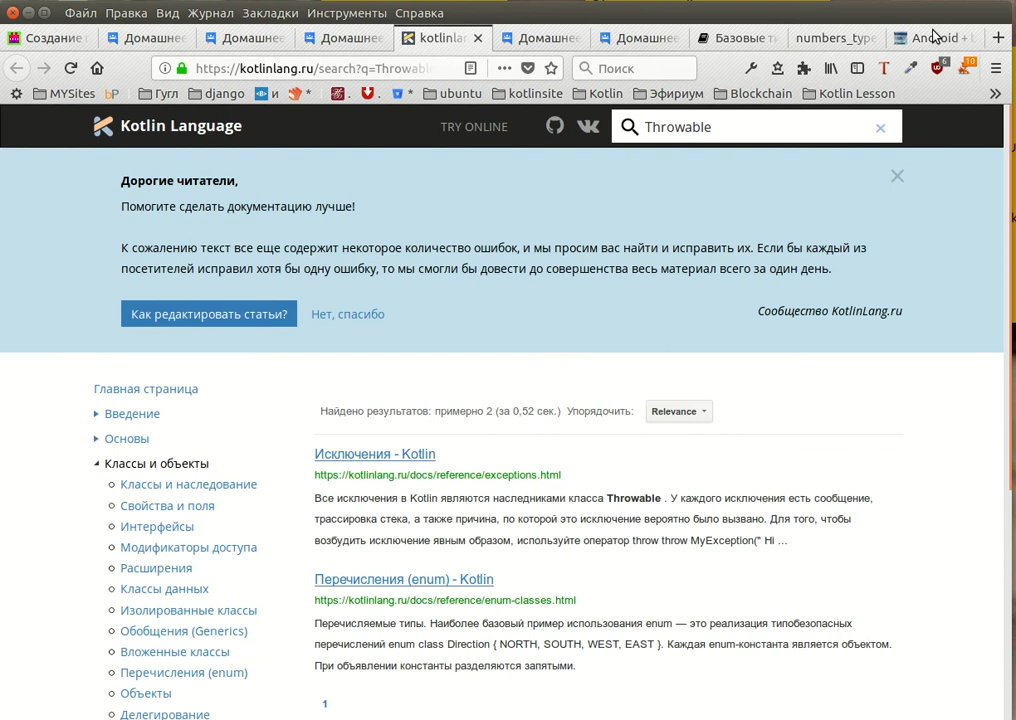 Файл Правка Вид Журнал Закладки Инструменты Справка
Создание Домашнее Домашнее Домашнее kotlinlan Домашнее Домашнее Базовые ти numbers_type Android + b
https://kotlinlang.ru/search?q=Throwable Поиск 6 10
MYSites bP Гугл django и * . . * ubuntu kotlinsite Kotlin Эфириум Blockchain Kotlin Lesson
Kotlin Language TRY ONLINE Throwable
Дорогие читатели,
Помогите сделать документацию лучше!
К сожалению текст все еще содержит некоторое количество ошибок, и мы просим вас найти и исправить их. Если бы каждый из
посетителей исправил хотя бы одну ошибку, то мы смогли бы довести до совершенства весь материал всего за один день.
Как редактировать статьи? Нет, спасибо Сообщество KotlinLang.ru
Главная страница
Введение
Основы
Классы и объекты
Классы и наследование
Свойства и поля
Интерфейсы
Модификаторы доступа
Расширения
Классы данных
Изолированные классы
Обобщения (Generics)
Вложенные классы
Перечисления (enum)
Объекты
Делегирование
Найдено результатов: примерно 2 (за 0,52 сек.) Упорядочить: Relevance
Исключения - Kotlin
https://kotlinlang.ru/docs/reference/exceptions.html
Все исключения в Kotlin являются наследниками класса Throwable . У каждого исключения есть сообщение,
трассировка стека, а также причина, по которой это исключение вероятно было вызвано. Для того, чтобы
возбудить исключение явным образом, используйте оператор throw throw MyException(" Hi ...
Перечисления (enum) - Kotlin
https://kotlinlang.ru/docs/reference/enum-classes.html
Перечисляемые типы. Наиболее базовый пример использования enum — это реализация типобезопасных
перечислений enum class Direction { NORTH, SOUTH, WEST, EAST }. Каждая enum-константа является объектом.
При объявлении константы разделяются запятыми.
1